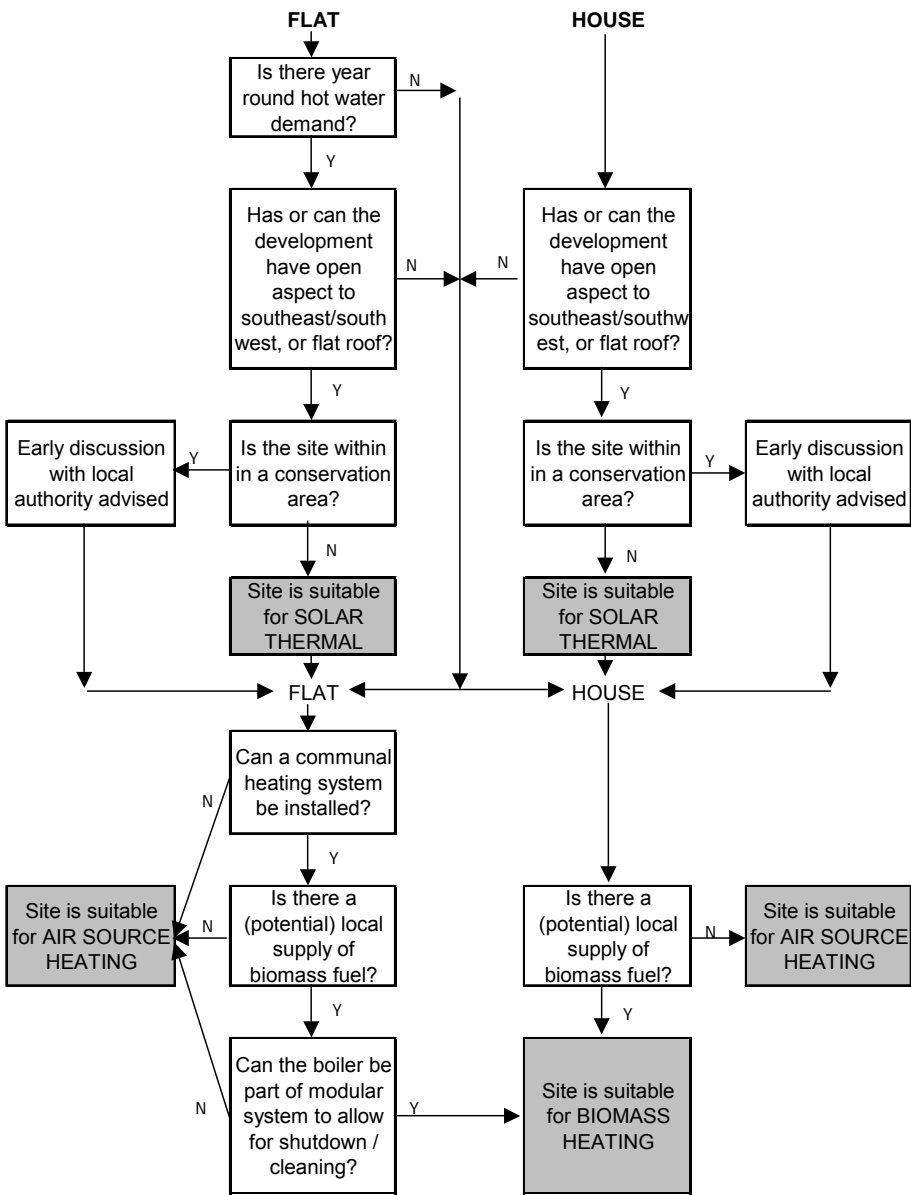 FLAT
HOUSE
Is there year
round hot water
demand?
N
Y
Has or can the
development
have open
aspect to
southeast/south
west, or flat roof?
N
Y
Has or can the
development
have open
aspect to
southeast/southw
est, or flat roof?
N
Y
Early discussion
with local
authority advised
Y
Is the site within
in a conservation
area?
N
Is the site within
in a conservation
area?
Y
N
Early discussion
with local
authority advised
Site is suitable
for SOLAR
THERMAL
Site is suitable
for SOLAR
THERMAL
FLAT
HOUSE
Can a communal
heating system
be installed?
N
Y
Site is suitable
for AIR SOURCE
HEATING
N
Is there a
(potential) local
supply of
biomass fuel?
Y
Is there a
(potential) local
supply of
biomass fuel?
N
Y
Site is suitable
for AIR SOURCE
HEATING
Can the boiler be
part of modular
system to allow
for shutdown /
cleaning?
N
Y
Site is suitable
for BIOMASS
HEATING